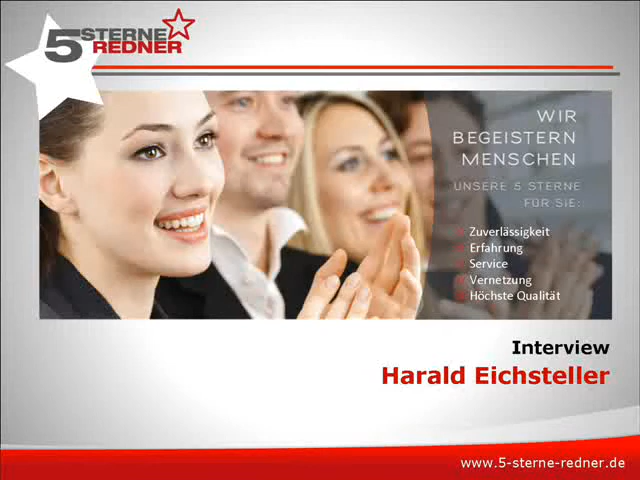 5 STERNE
REDNER
WIR
BEGEISTERN
MENSCHEN
UNSERE 5 STERNE
FÜR SIE:
Zuverlässigkeit
Erfahrung
Service
Vernetzung
Höchste Qualität
Interview
Harald Eichsteller
www.5-sterne-redner.de